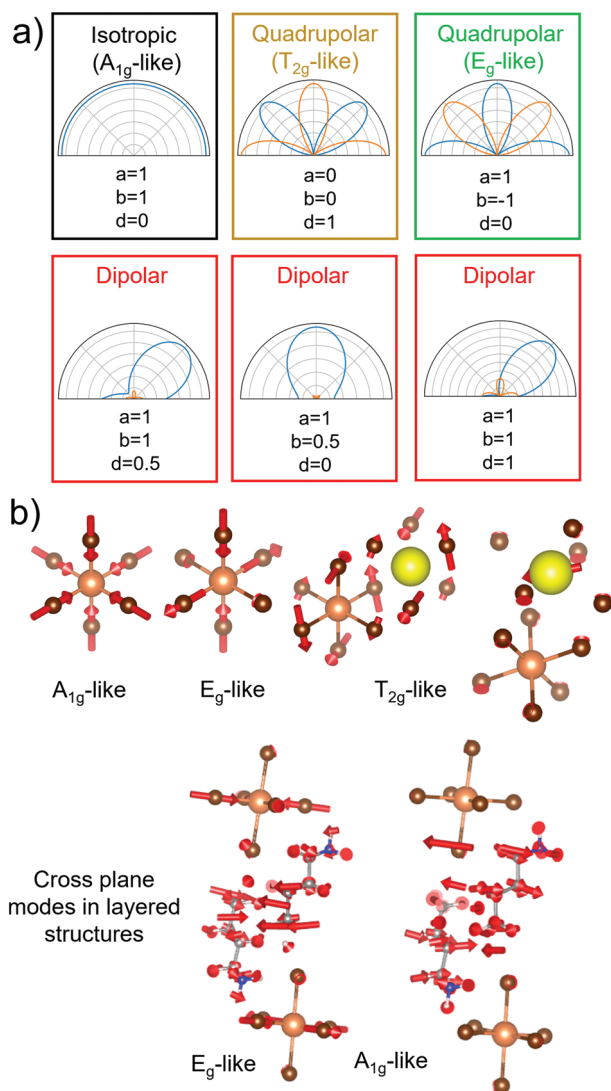 a)
Isotropic
(A1g-like)
a=1
b=1
d=0
Quadrupolar
(T2g-like)
a=0
b=0
d=1
Quadrupolar
(Eg-like)
a=1
b=-1
d=0
Dipolar
a=1
b=1
d=0.5
Dipolar
a=1
b=0.5
d=0
Dipolar
a=1
b=1
d=1
b)
A1g-like
Eg-like
T2g-like
Cross plane
modes in layered
structures
Eg-like
A1g-like